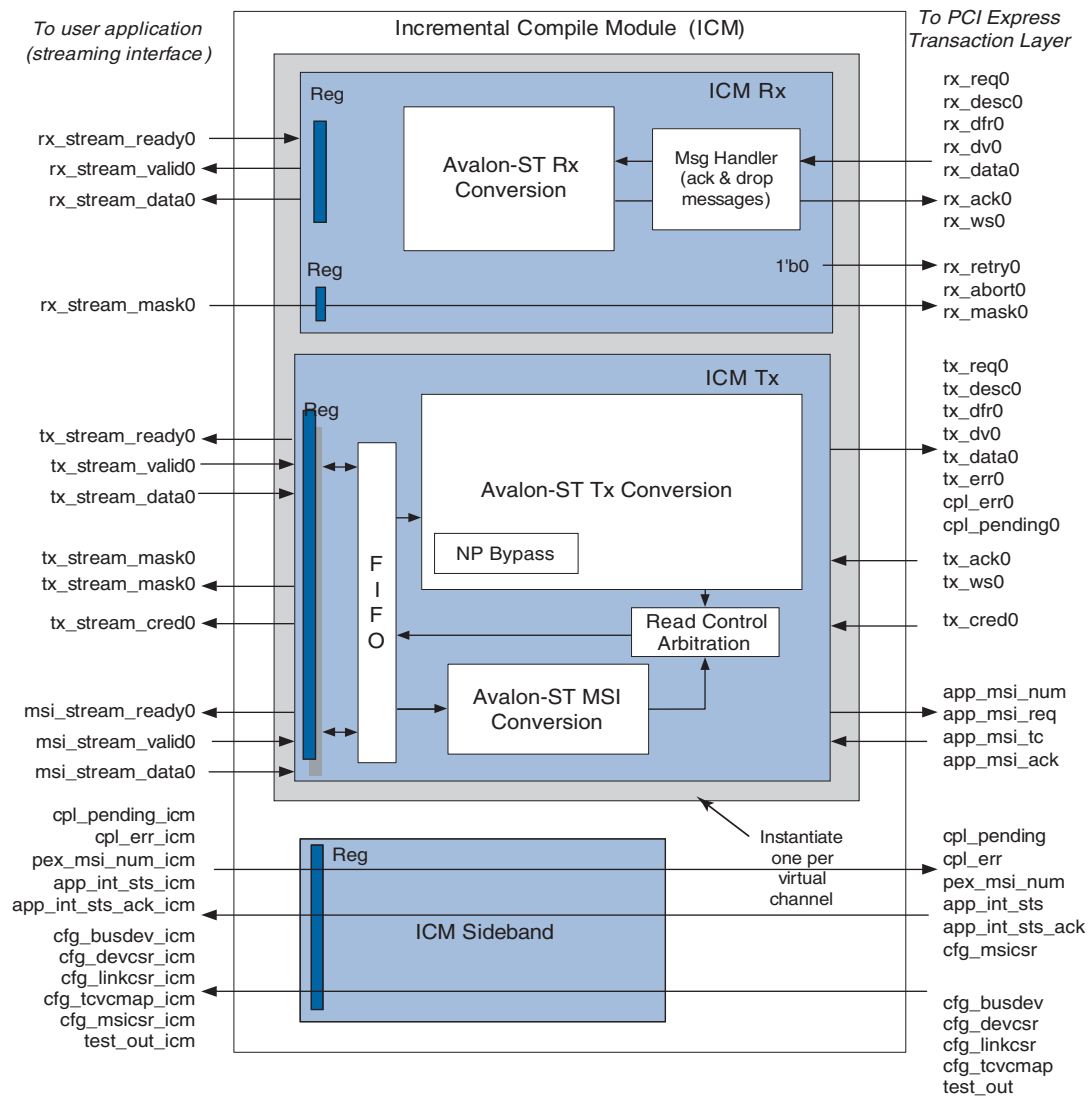 To user application
(streaming interface)
Incremental Compile Module (ICM)
To PCI Express
Transaction Layer
ICM Rx
Reg
Avalon-ST Rx
Conversion
Msg Handler
(ack & drop
messages)
rx_stream_ready0
rx_stream_valid0
rx_stream_data0
rx_req0
rx_desc0
rx_dfr0
rx_dv0
rx_data0
rx_ack0
rx_ws0
Reg
1'b0
rx_stream_mask0
rx_retry0
rx_abort0
rx_mask0
ICM Tx
Reg
tx_stream_ready0
tx_stream_valid0
tx_stream_data0
tx_stream_mask0
tx_stream_mask0
tx_stream_cred0
F
I
F
O
Avalon-ST Tx Conversion
NP Bypass
Read Control
Arbitration
Avalon-ST MSI
Conversion
tx_req0
tx_desc0
tx_dfr0
tx_dv0
tx_data0
tx_err0
cpl_err0
cpl_pending0
tx_ack0
tx_ws0
tx_cred0
msi_stream_ready0
msi_stream_valid0
msi_stream_data0
app_msi_num
app_msi_req
app_msi_tc
app_msi_ack
Instantiate
one per
virtual
channel
cpl_pending_icm
cpl_err_icm
pex_msi_num_icm
app_int_sts_icm
app_int_sts_ack_icm
cfg_busdev_icm
cfg_devcsr_icm
cfg_linkcsr_icm
cfg_tcvcmap_icm
cfg_msicsr_icm
test_out_icm
Reg
ICM Sideband
cpl_pending
cpl_err
pex_msi_num
app_int_sts
app_int_sts_ack
cfg_msicsr
cfg_busdev
cfg_devcsr
cfg_linkcsr
cfg_tcvcmap
test_out